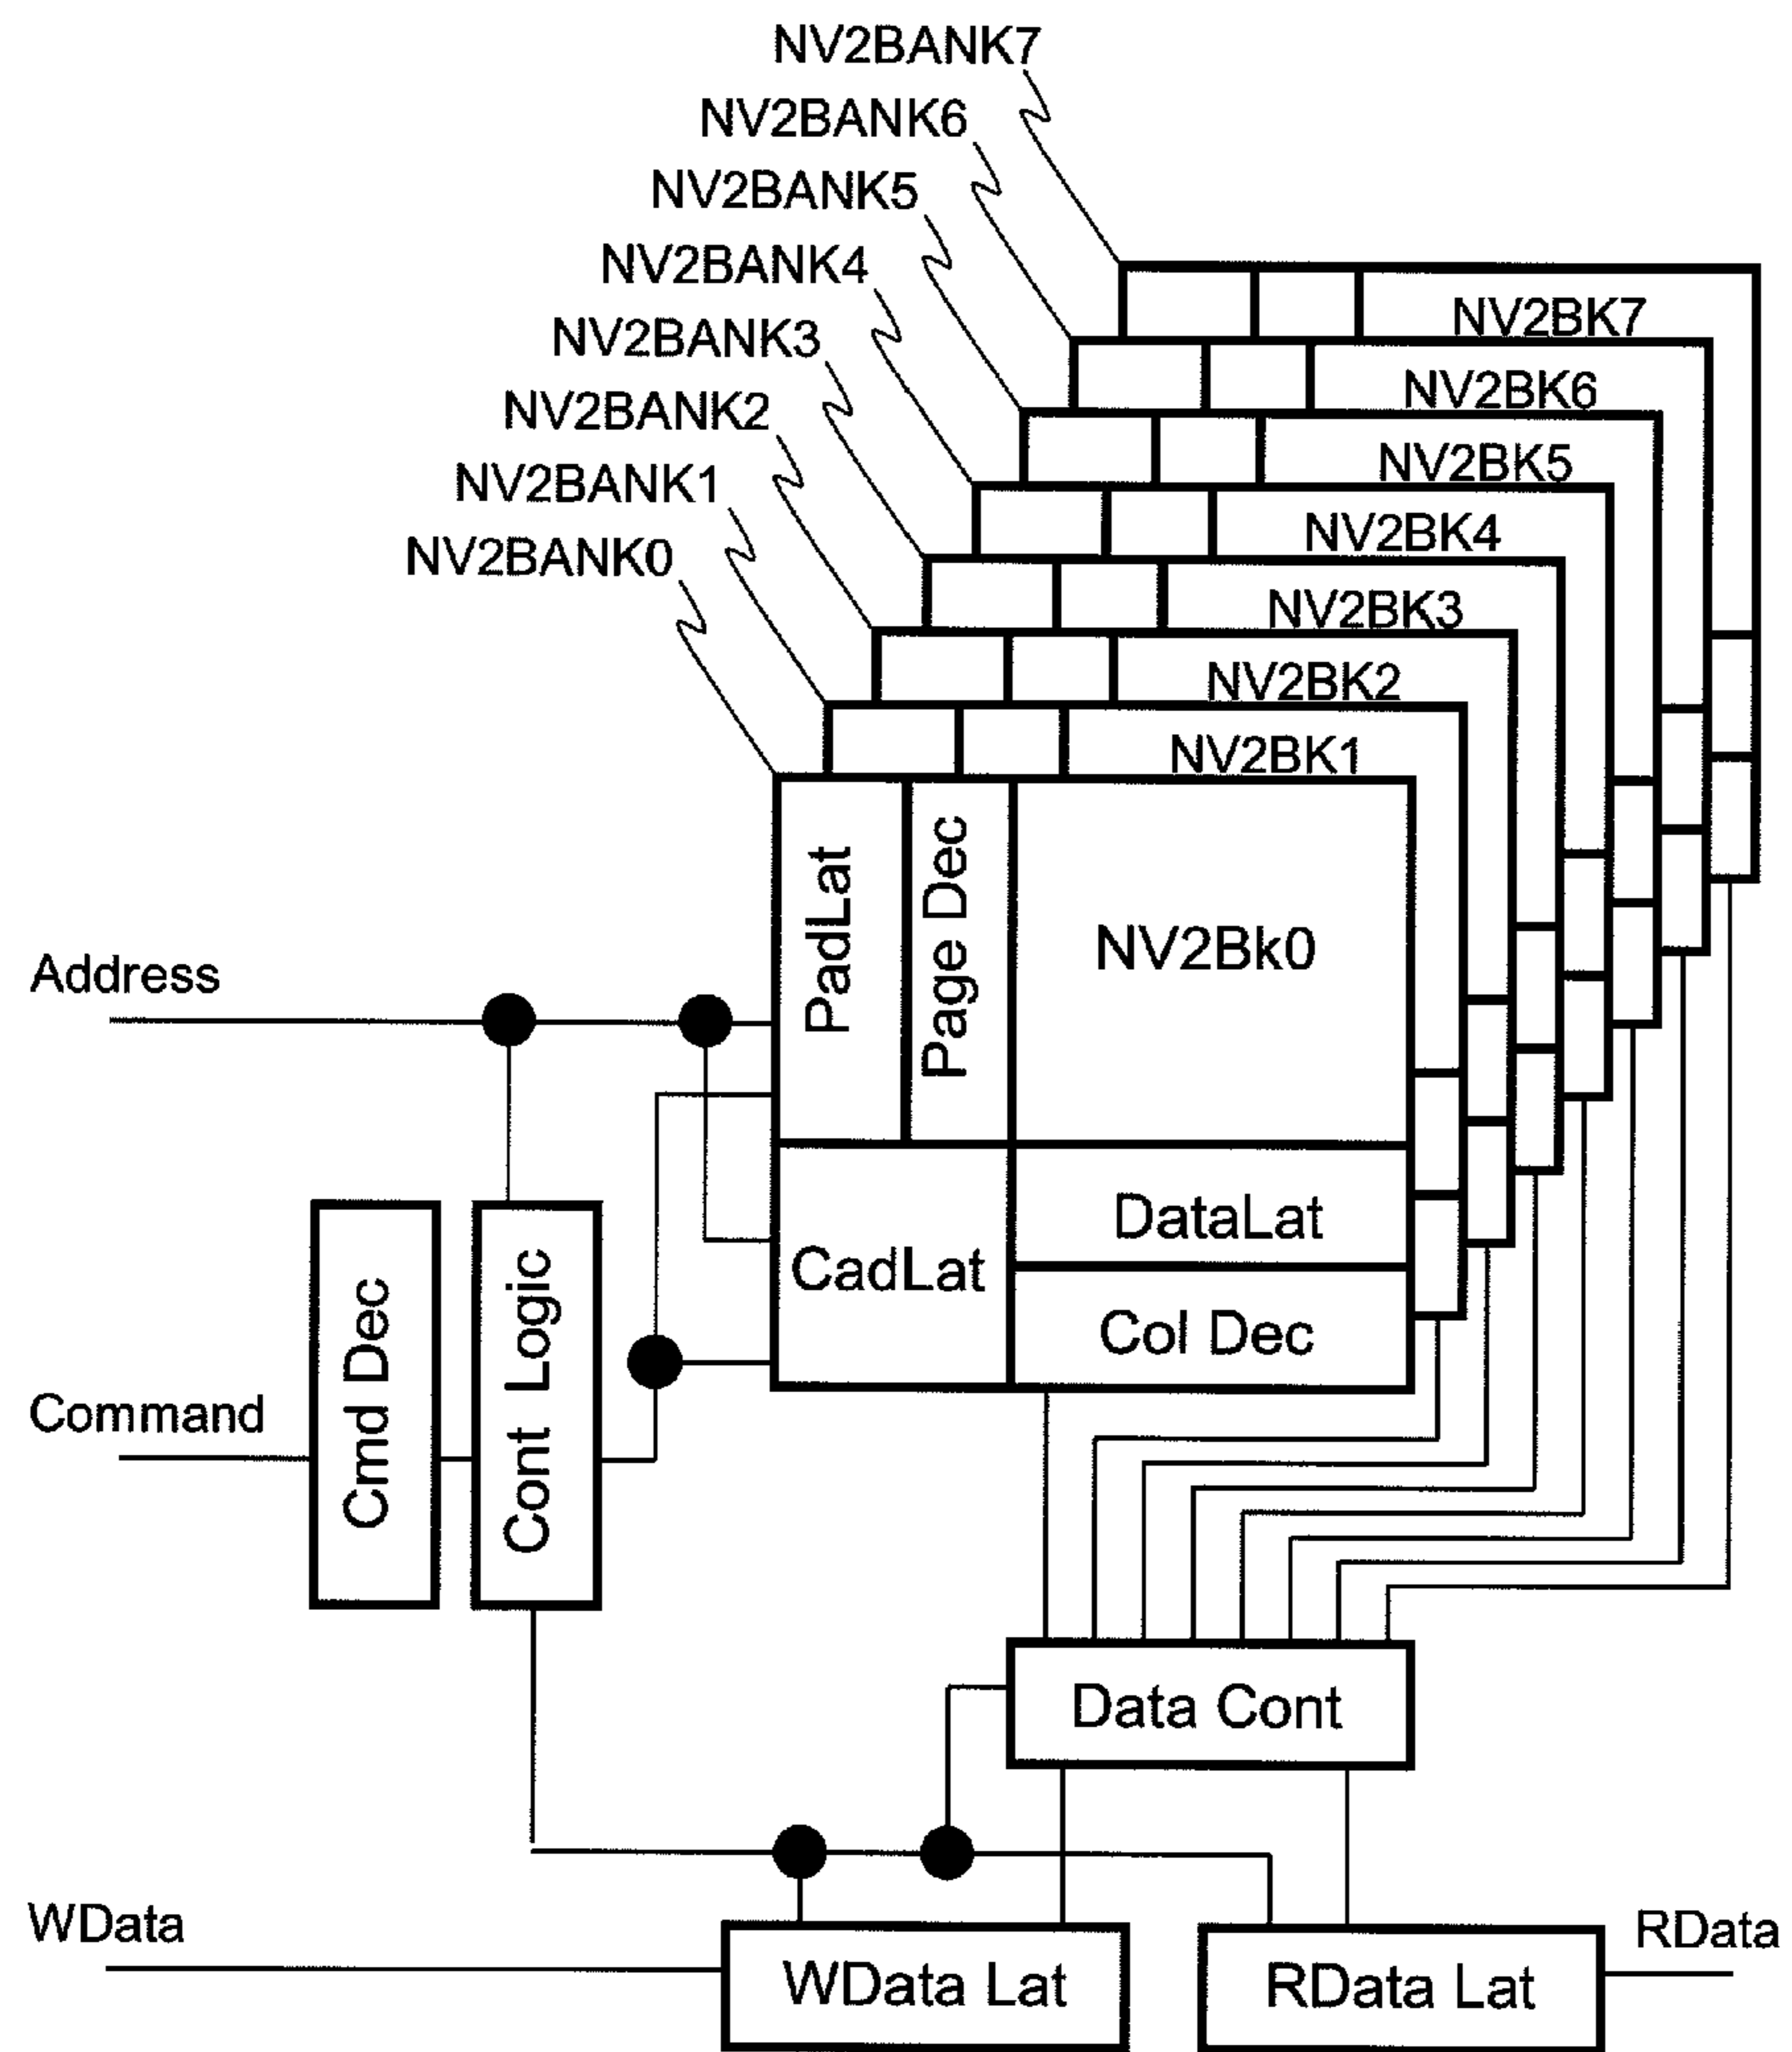 NV2BANK7
NV2BANK6
NV2BANK5
NV2BANK4
NV2BANK3
NV2BANK2
NV2BANK1
NV2BANK0
NV2BK7
NV2BK6
NV2BK5
NV2BK4
NV2BK3
NV2BK2
NV2BK1
PadLat
Page Dec
NV2Bk0
Address
CadLat
DataLat
Col Dec
Command
Cmd Dec
Cont Logic
Data Cont
WData
WData Lat
RData Lat
RData